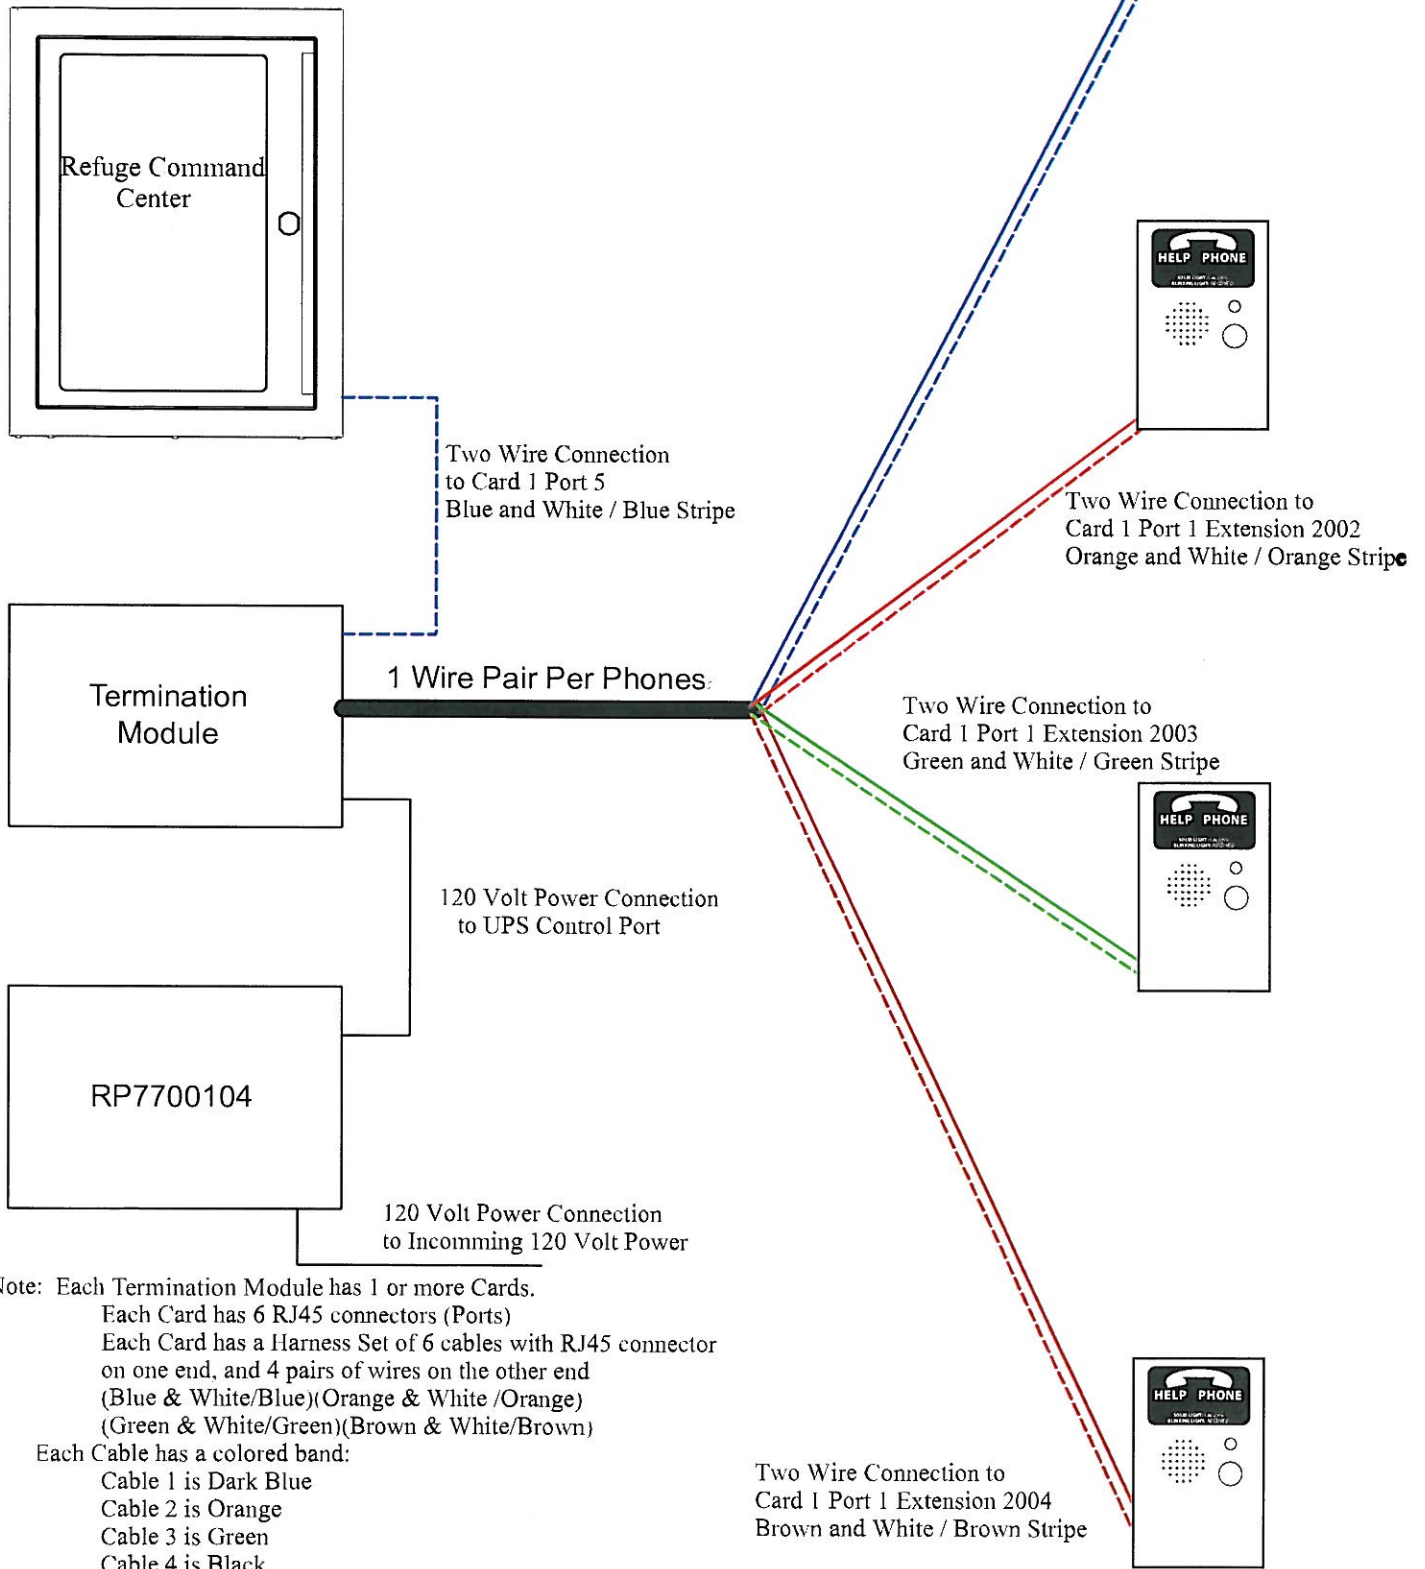 Refuge Command
Center
HELP PHONE
Two Wire Connection
to Card 1 Port 5
Blue and White / Blue Stripe
Two Wire Connection to
Card 1 Port 1 Extension 2002
Orange and White / Orange Stripe
Termination
Module
1 Wire Pair Per Phones
Two Wire Connection to
Card 1 Port 1 Extension 2003
Green and White / Green Stripe
HELP PHONE
120 Volt Power Connection
to UPS Control Port
RP7700104
120 Volt Power Connection
to Incomming 120 Volt Power
Note: Each Termination Module has 1 or more Cards.
Each Card has 6 RJ45 connectors (Ports)
Each Card has a Harness Set of 6 cables with RJ45 connector
on one end, and 4 pairs of wires on the other end
(Blue & White/Blue)(Orange & White /Orange)
(Green & White/Green)(Brown & White/Brown)
Each Cable has a colored band:
Cable 1 is Dark Blue
Cable 2 is Orange
Cable 3 is Green
Cable 4 is Black
HELP PHONE
Two Wire Connection to
Card 1 Port 1 Extension 2004
Brown and White / Brown Stripe